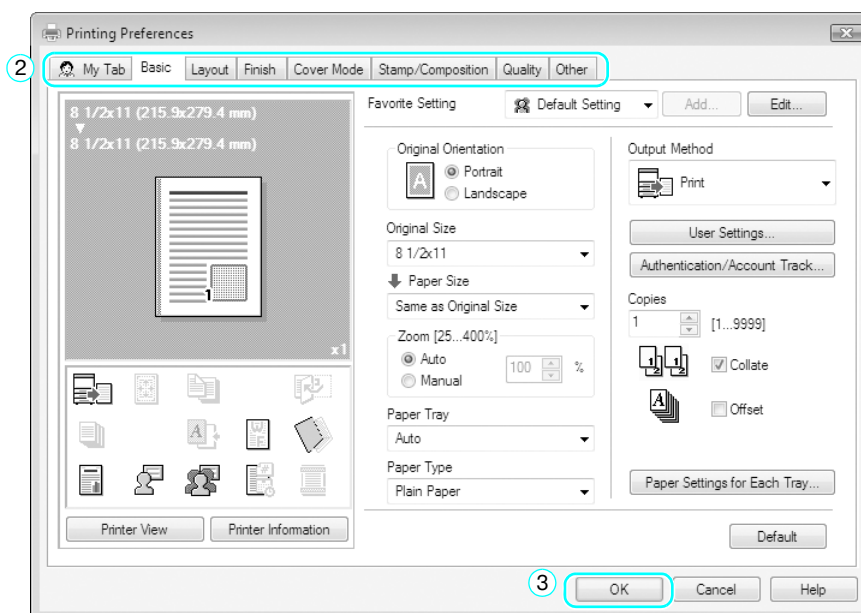 Printing Preferences
2
My Tab Basic Layout Finish Cover Mode Stamp/Composition Quality Other
8 1/2x11 (215.9x279.4 mm)
8 1/2x11 (215.9x279.4 mm)
1
x1
Printer View Printer Information
Favorite Setting Default Setting Add... Edit...
Original Orientation
A Portrait
Landscape
Original Size
8 1/2x11
Paper Size
Same as Original Size
Zoom [25...400%]
Auto
Manual
100 %
Paper Tray
Auto
Paper Type
Plain Paper
Output Method
Print
User Settings...
Authentication/Account Track...
Copies
1 [1...9999]
1 2 1 2 Collate
A Offset
Paper Settings for Each Tray...
Default
3
OK Cancel Help